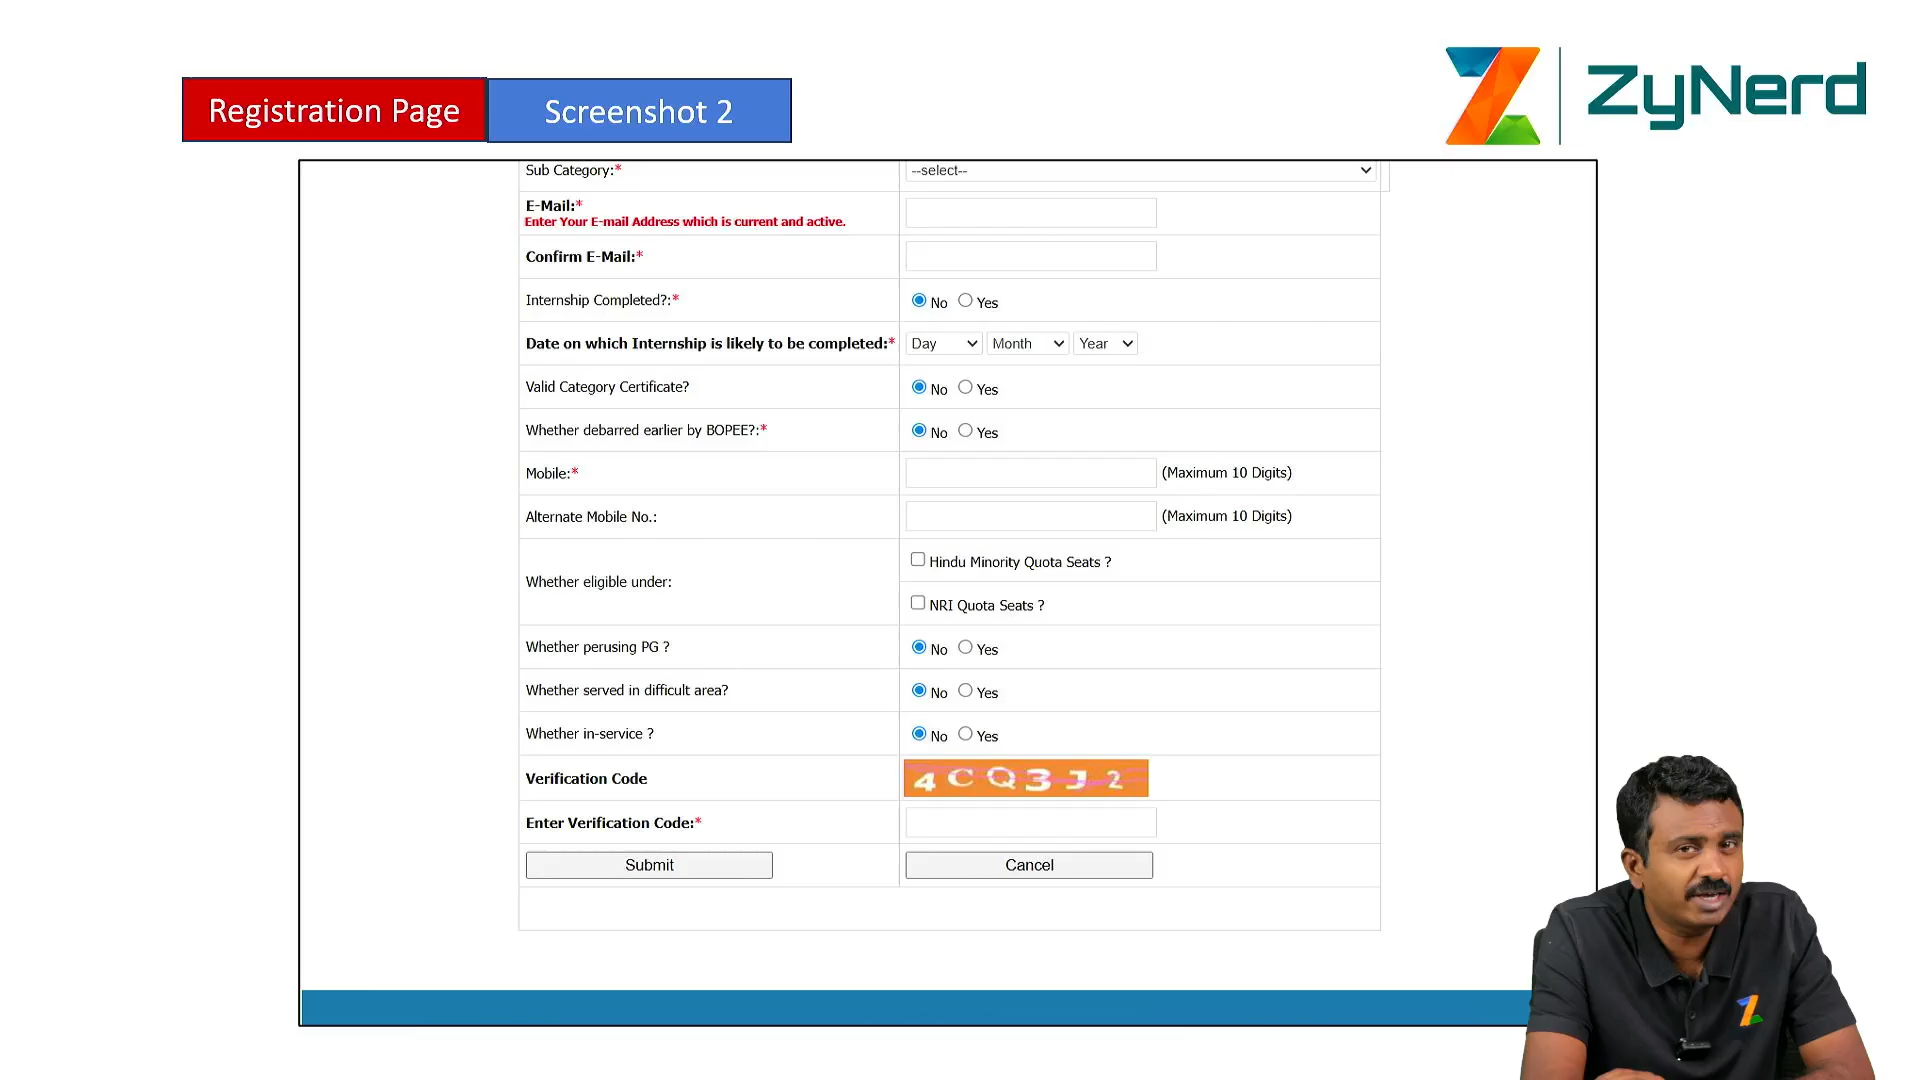 Registration Page
Screenshot 2
ZyNerd
Sub Category:*
--select--
E-Mail:*
Enter Your E-mail Address which is current and active.
Confirm E-Mail:*
Internship Completed?:*
No Yes
Date on which Internship is likely to be completed:*
Day Month Year
Valid Category Certificate?
No Yes
Whether debarred earlier by BOPEE?:*
No Yes
Mobile:*
(Maximum 10 Digits)
Alternate Mobile No.:
(Maximum 10 Digits)
Whether eligible under:
Hindu Minority Quota Seats ?
NRI Quota Seats ?
Whether perusing PG ?
No Yes
Whether served in difficult area?
No Yes
Whether in-service ?
No Yes
Verification Code
4CQ3J2
Enter Verification Code:*
Submit
Cancel